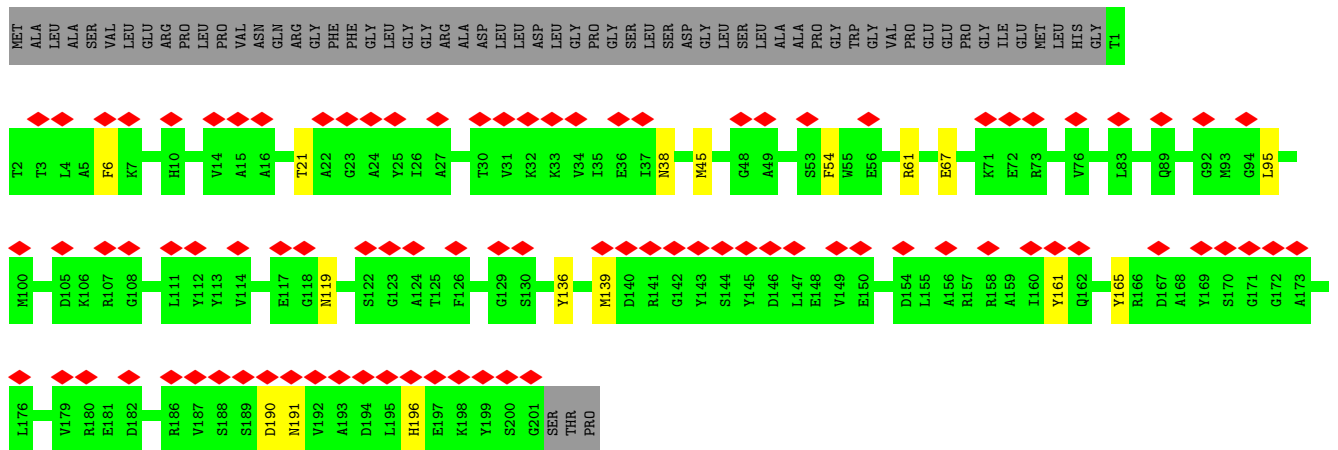 MET ALA LEU ALA SER VAL LEU GLU ARG PRO LEU PRO VAL ASN GLN ARG GLY PHE PHE GLY LEU GLY GLY ARG ALA ASP LEU LEU ASP LEU GLY PRO GLY SER LEU SER ASP GLY LEU SER LEU ALA ALA PRO GLY TRP GLY VAL PRO GLU GLU PRO GLY ILE GLU MET LEU HIS GLY T1
T2 T3 L4 A5 F6 K7 H10 V14 A15 A16 T21 A22 G23 A24 Y25 I26 A27 T30 V31 K32 K33 V34 I35 E36 I37 N38 M45 G48 A49 S53 F54 W55 E56 R61 E67 K71 E72 R73 V76 L83 Q89 G92 M93 G94 L95
M100 D105 K106 R107 G108 L111 Y112 Y113 V114 E117 G118 N119 S122 G123 A124 T125 F126 G129 S130 Y136 M139 D140 R141 G142 Y143 S144 Y145 D146 L147 E148 V149 E150 D154 L155 A156 R157 R158 A159 I160 Y161 Q162 Y165 R166 D167 A168 Y169 S170 G171 G172 A173
L176 V179 R180 E181 D182 R186 V187 S188 S189 D190 N191 V192 A193 D194 L195 H196 E197 K198 Y199 S200 G201 SER THR PRO